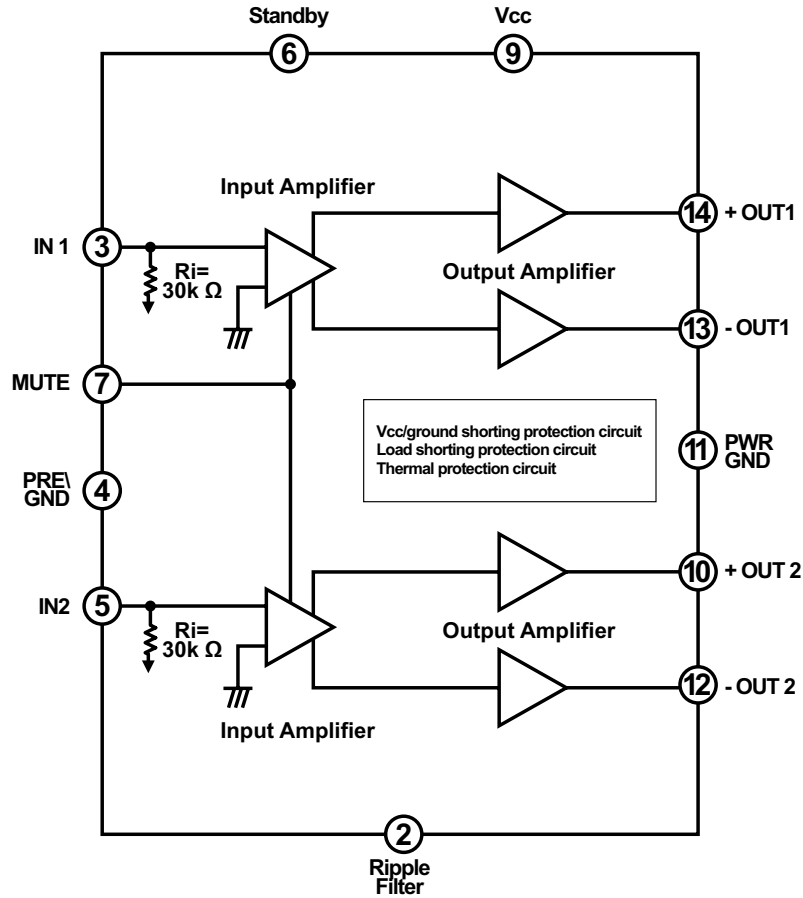 Standby
Vcc
6
9
Input Amplifier
14
+ OUT1
IN 1
3
Ri=
30k Ω
Output Amplifier
13
- OUT1
MUTE
7
Vcc/ground shorting protection circuit
Load shorting protection circuit
Thermal protection circuit
11
PWR
GND
PRE\
GND
4
10
+ OUT 2
IN2
5
Ri=
30k Ω
Output Amplifier
12
- OUT 2
Input Amplifier
2
Ripple
Filter